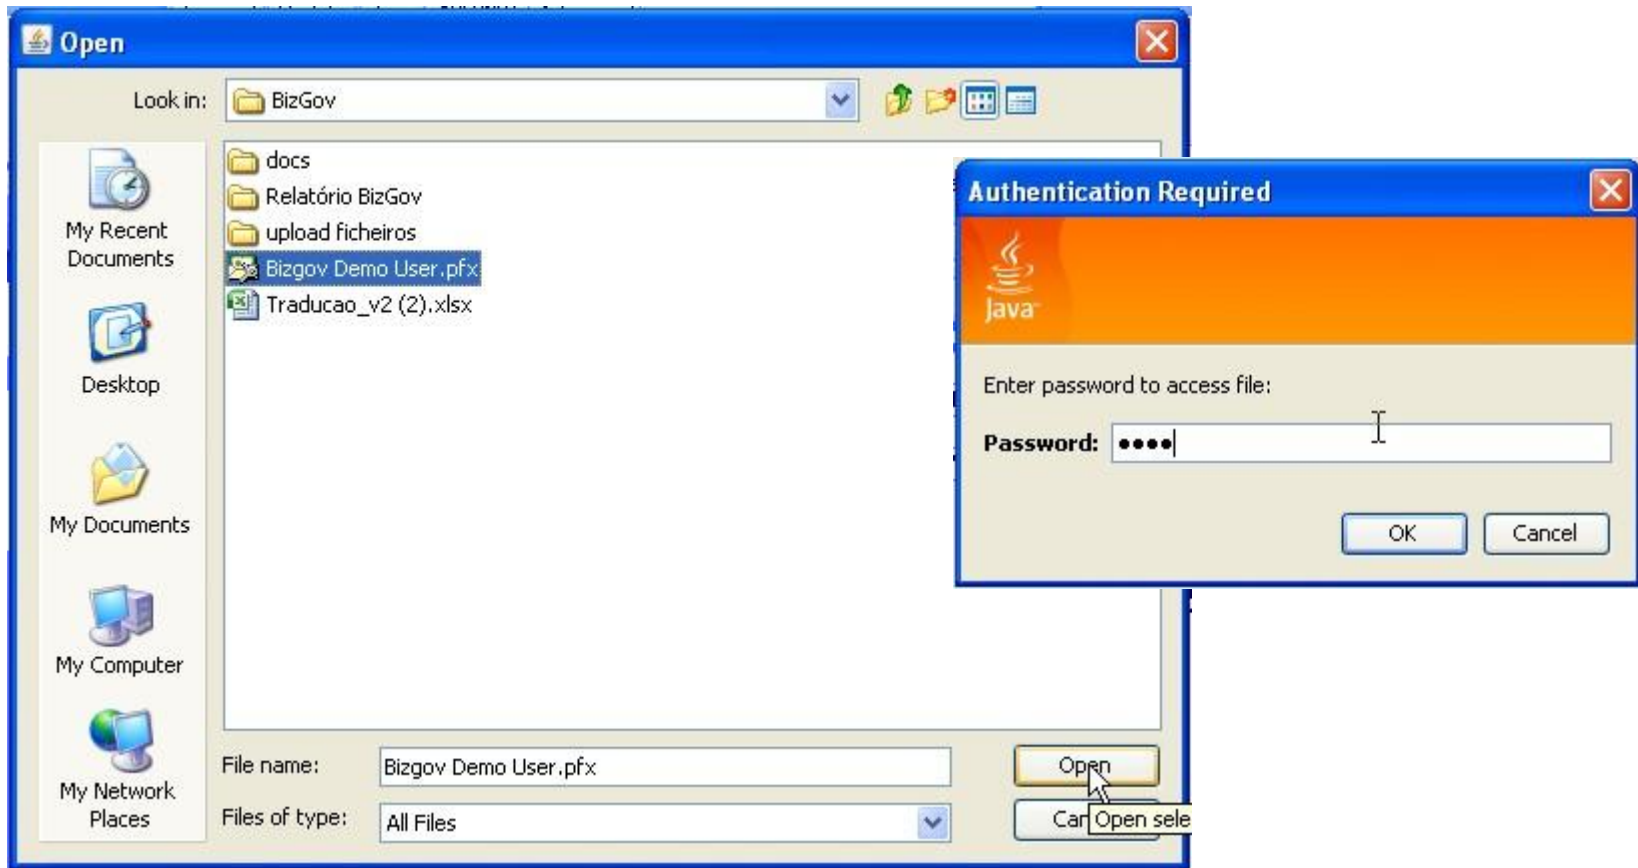 Open
Look in:
BizGov
docs
Relatório BizGov
upload ficheiros
Bizgov Demo User.pfx
Traducao_v2 (2).xlsx
My Recent
Documents
Desktop
My Documents
My Computer
My Network
Places
File name:
Bizgov Demo User.pfx
Open
Files of type:
All Files
Can
Open sele
Authentication Required
Java
Enter password to access file:
Password: ••••
OK
Cancel